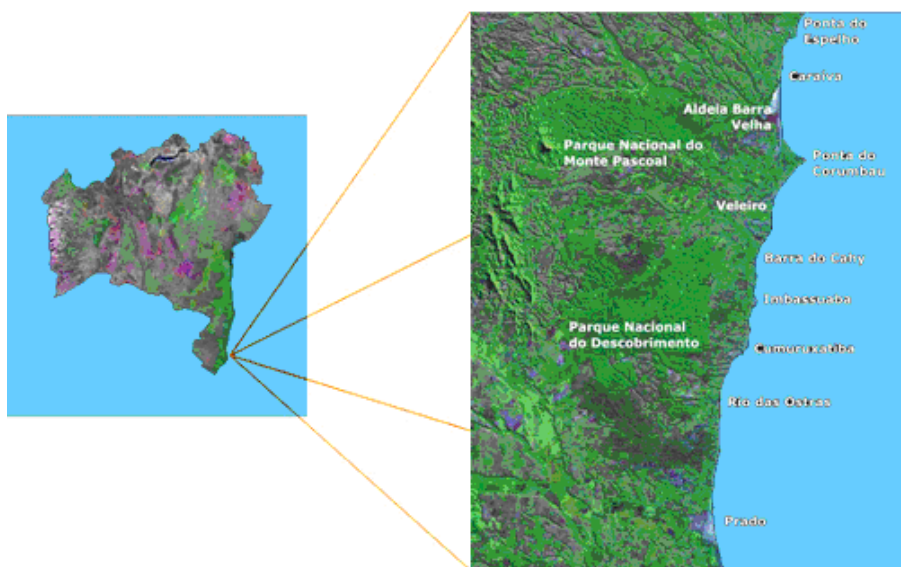 Ponta do
Espelho
Caraíva
Aldeia Barra
Velha
Parque Nacional do
Monte Pascoal
Ponta do
Corumbau
Veleiro
Barra do Cahy
Imbassuaba
Parque Nacional
do Descobrimento
Cumuruxatiba
Rio das Ostras
Prado